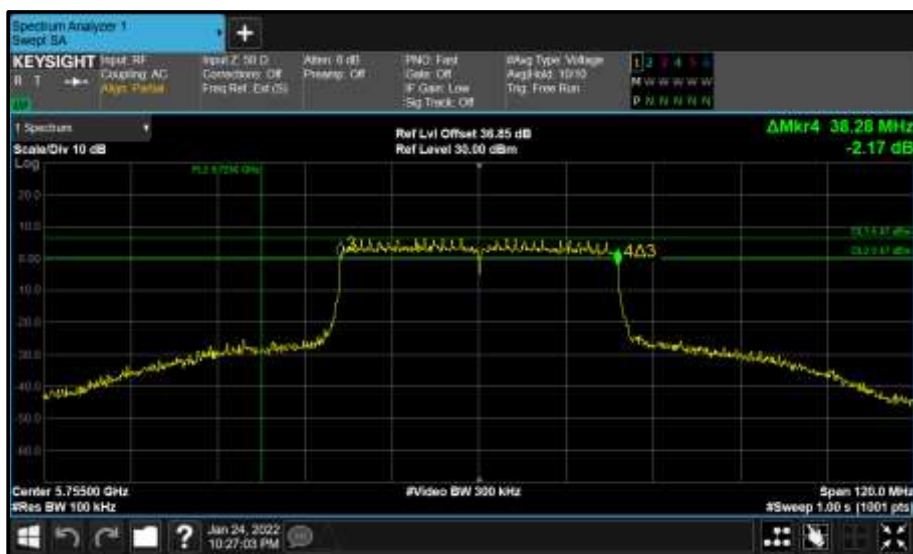 Spectrum Analyzer 1
Swept SA
KEYSIGHT Input: RF Input Z: 50 Ω Atten: 6 dB PNO: Fast #Avg Type: Voltage 1 2 3 4 5 6
R T Coupling: AC Corrections: Off Preamp: Off Gate: Off Avg|Hold: 10/10 M W W W W W
Align: Partial Freq Ref: Ext (S) IF Gain: Low Trig: Free Run
Sig Track: Off P N N N N N
1 Spectrum Ref Lvl Offset 36.85 dB ΔMkr4 38.28 MHz
Scale/Div 10 dB Ref Level 30.00 dBm -2.17 dB
Log
20.0
10.0
3
4Δ3
0.00
-10.0
-20.0
-30.0
-40.0
-50.0
-60.0
Center 5.75500 GHz #Video BW 300 kHz Span 120.0 MHz
#Res BW 100 kHz #Sweep 1.00 s (1001 pts)
Jan 24, 2022
10:27:03 PM